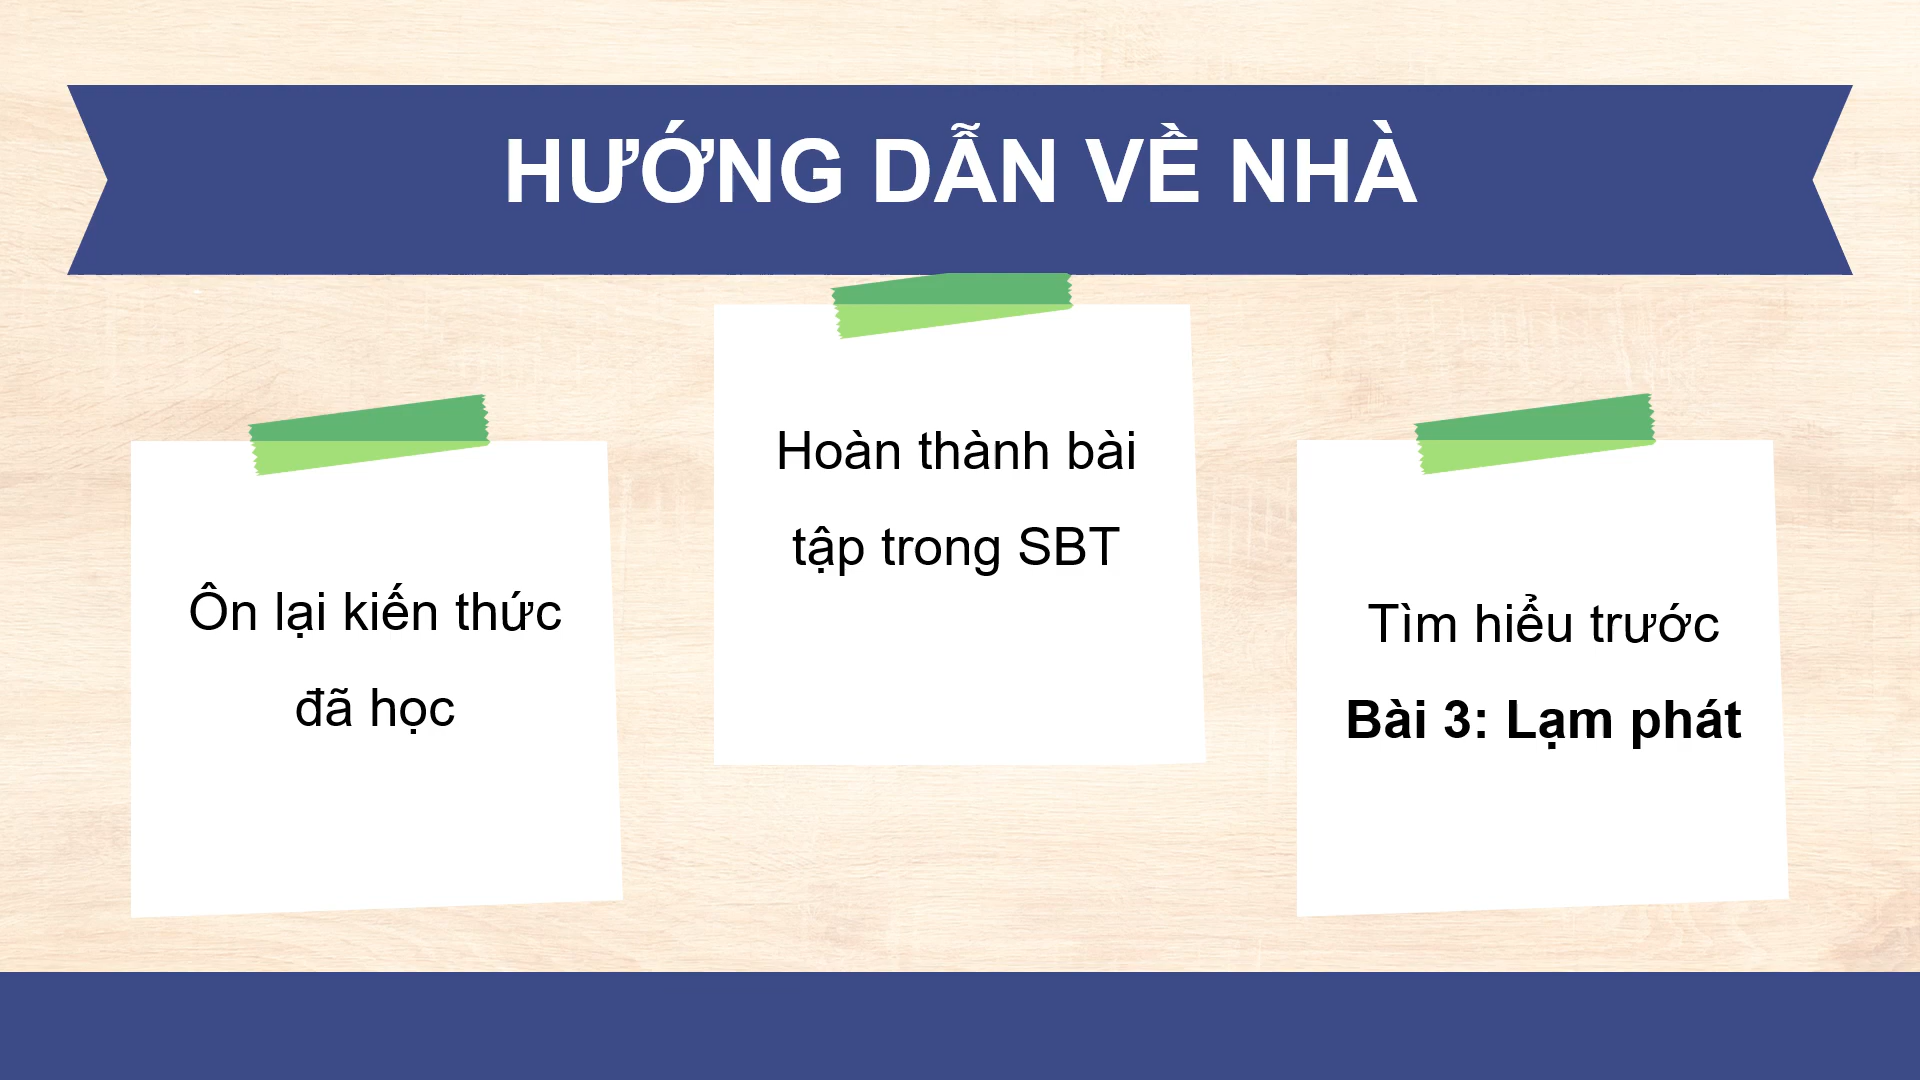 HƯỚNG DẪN VỀ NHÀ
Ôn lại kiến thức
đã học
Hoàn thành bài
tập trong SBT
Tìm hiểu trước
Bài 3: Lạm phát